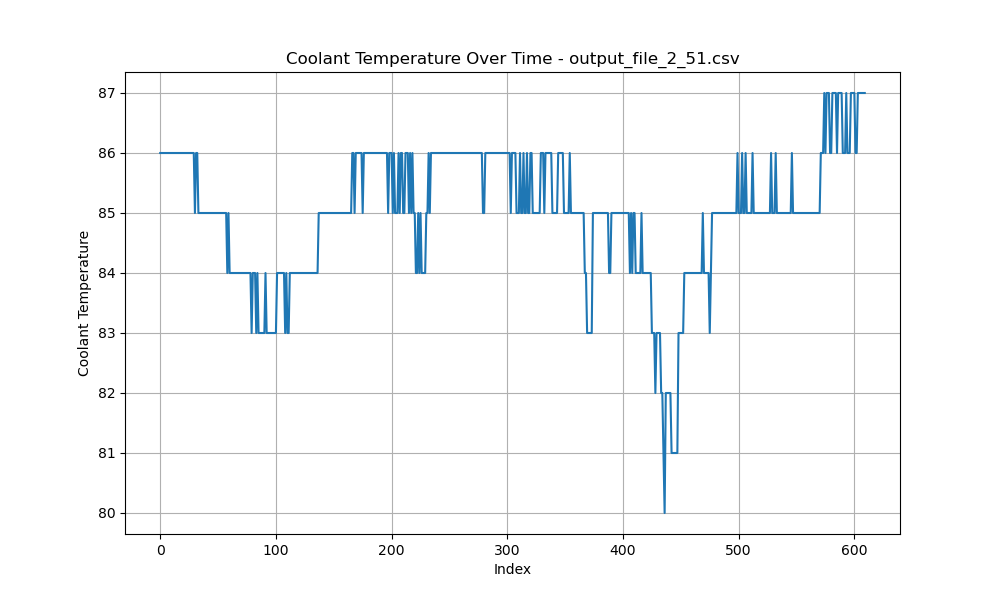 Coolant Temperature Over Time - output_file_2_51.csv
Coolant Temperature
87
86
85
84
83
82
81
80
0 100 200 300 400 500 600
Index